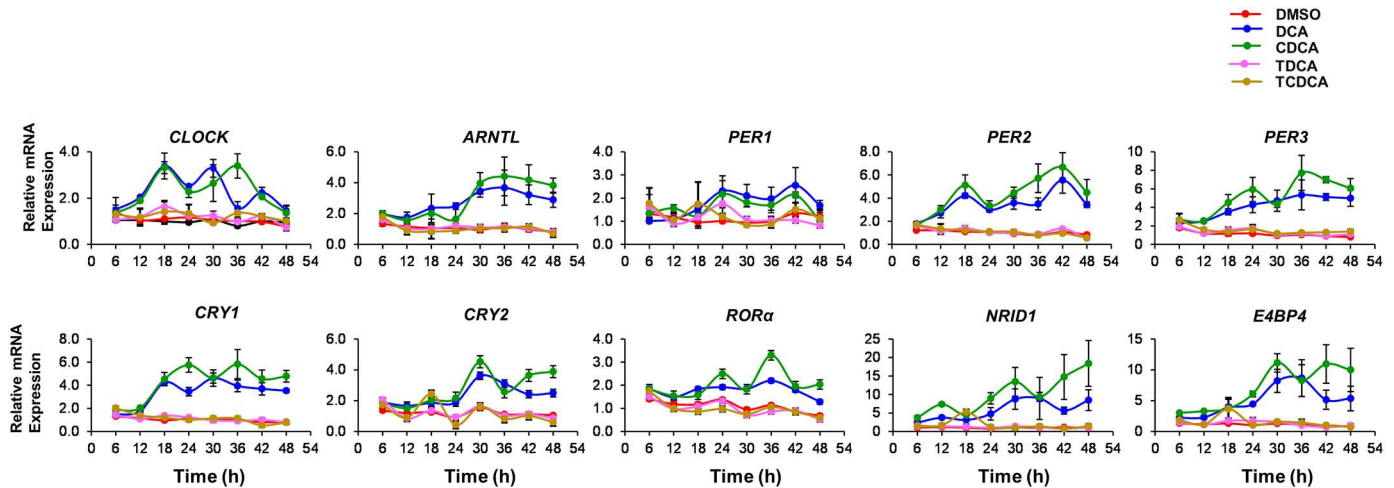 DMSO
DCA
CDCA
TDCA
TCDCA
CLOCK ARNTL PER1 PER2 PER3
Relative mRNA
Expression
4.0 6.0 4.0 8.0 10
3.0 6.0 8
2.0 4.0 2.0 4.0 6
2.0 1.0 2.0 4
2
0.0 0.0 0.0 0.0 0
0 6 12 18 24 30 36 42 48 54 0 6 12 18 24 30 36 42 48 54 0 6 12 18 24 30 36 42 48 54 0 6 12 18 24 30 36 42 48 54 0 6 12 18 24 30 36 42 48 54
CRY1 CRY2 RORα NRID1 E4BP4
Relative mRNA
Expression
8.0 6.0 4.0 25 15
6.0 4.0 3.0 20 10
4.0 2.0 15
2.0 2.0 1.0 10 5
5
0.0 0.0 0.0 0 0
0 6 12 18 24 30 36 42 48 54 0 6 12 18 24 30 36 42 48 54 0 6 12 18 24 30 36 42 48 54 0 6 12 18 24 30 36 42 48 54 0 6 12 18 24 30 36 42 48 54
Time (h) Time (h) Time (h) Time (h) Time (h)